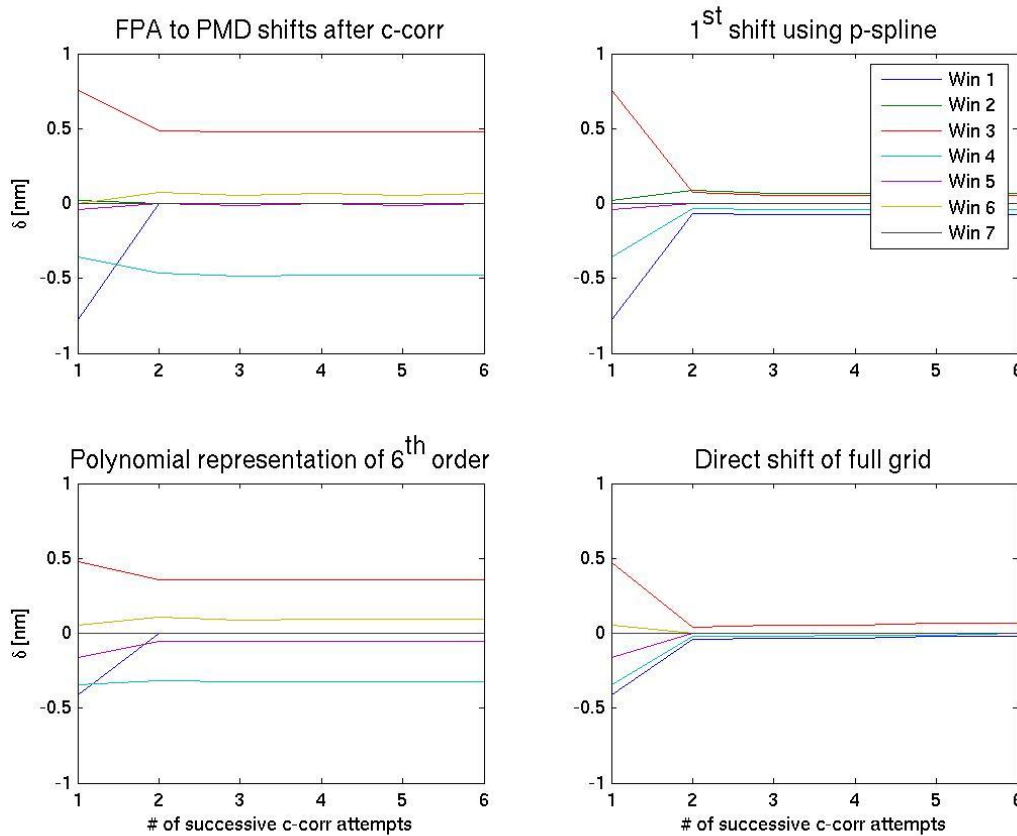 FPA to PMD shifts after c-corr
1
0.5
0
-0.5
-1
δ [nm]
1 2 3 4 5 6
1st shift using p-spline
1
0.5
0
-0.5
-1
1 2 3 4 5 6
Win 1
Win 2
Win 3
Win 4
Win 5
Win 6
Win 7
Polynomial representation of 6th order
1
0.5
0
-0.5
-1
δ [nm]
1 2 3 4 5 6
# of successive c-corr attempts
Direct shift of full grid
1
0.5
0
-0.5
-1
1 2 3 4 5 6
# of successive c-corr attempts